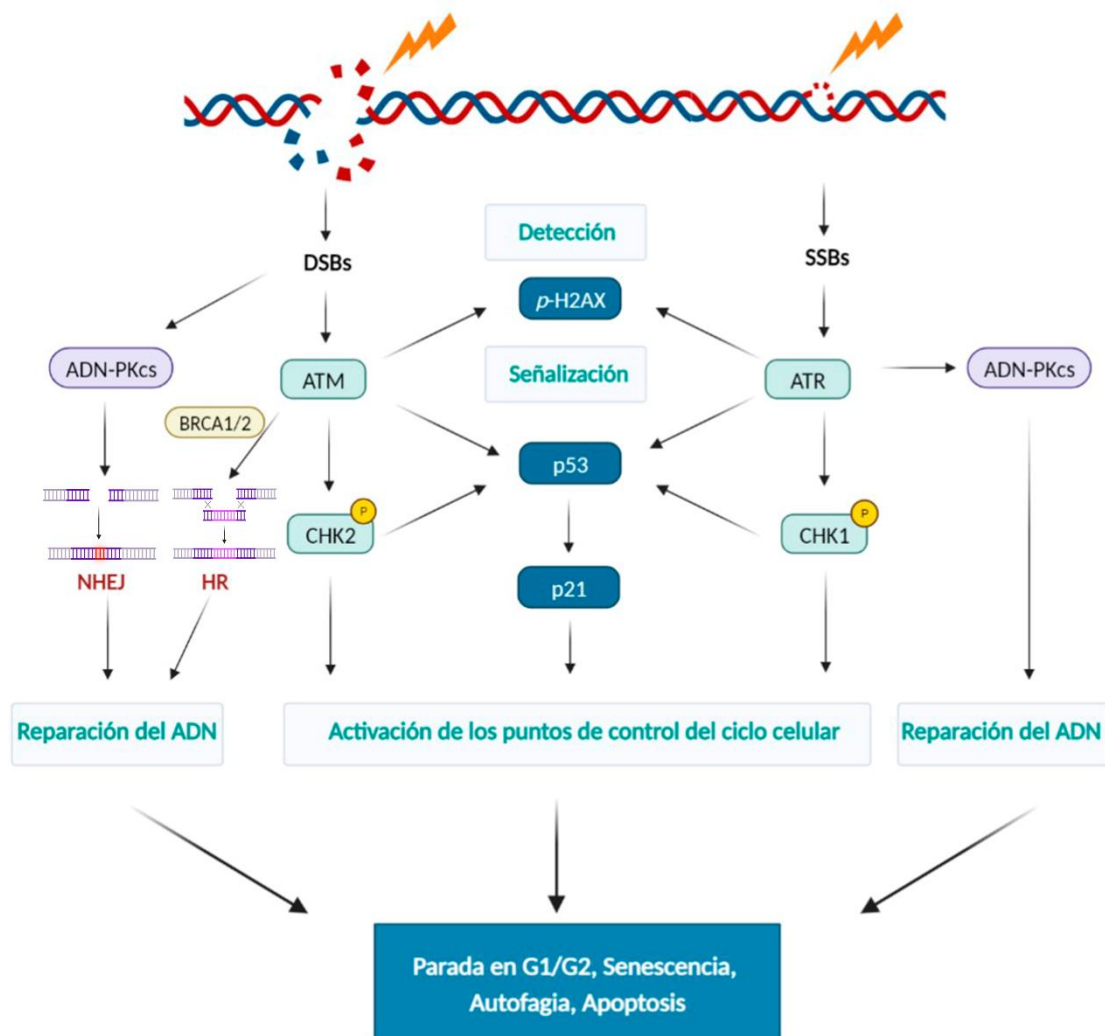 DSBs
Detección
SSBs
p-H2AX
ADN-PKcs
ATM
Señalización
ATR
ADN-PKcs
BRCA1/2
p53
P
CHK2
P
CHK1
NHEJ
HR
p21
Reparación del ADN
Activación de los puntos de control del ciclo celular
Reparación del ADN
Parada en G1/G2, Senescencia,
Autofagia, Apoptosis